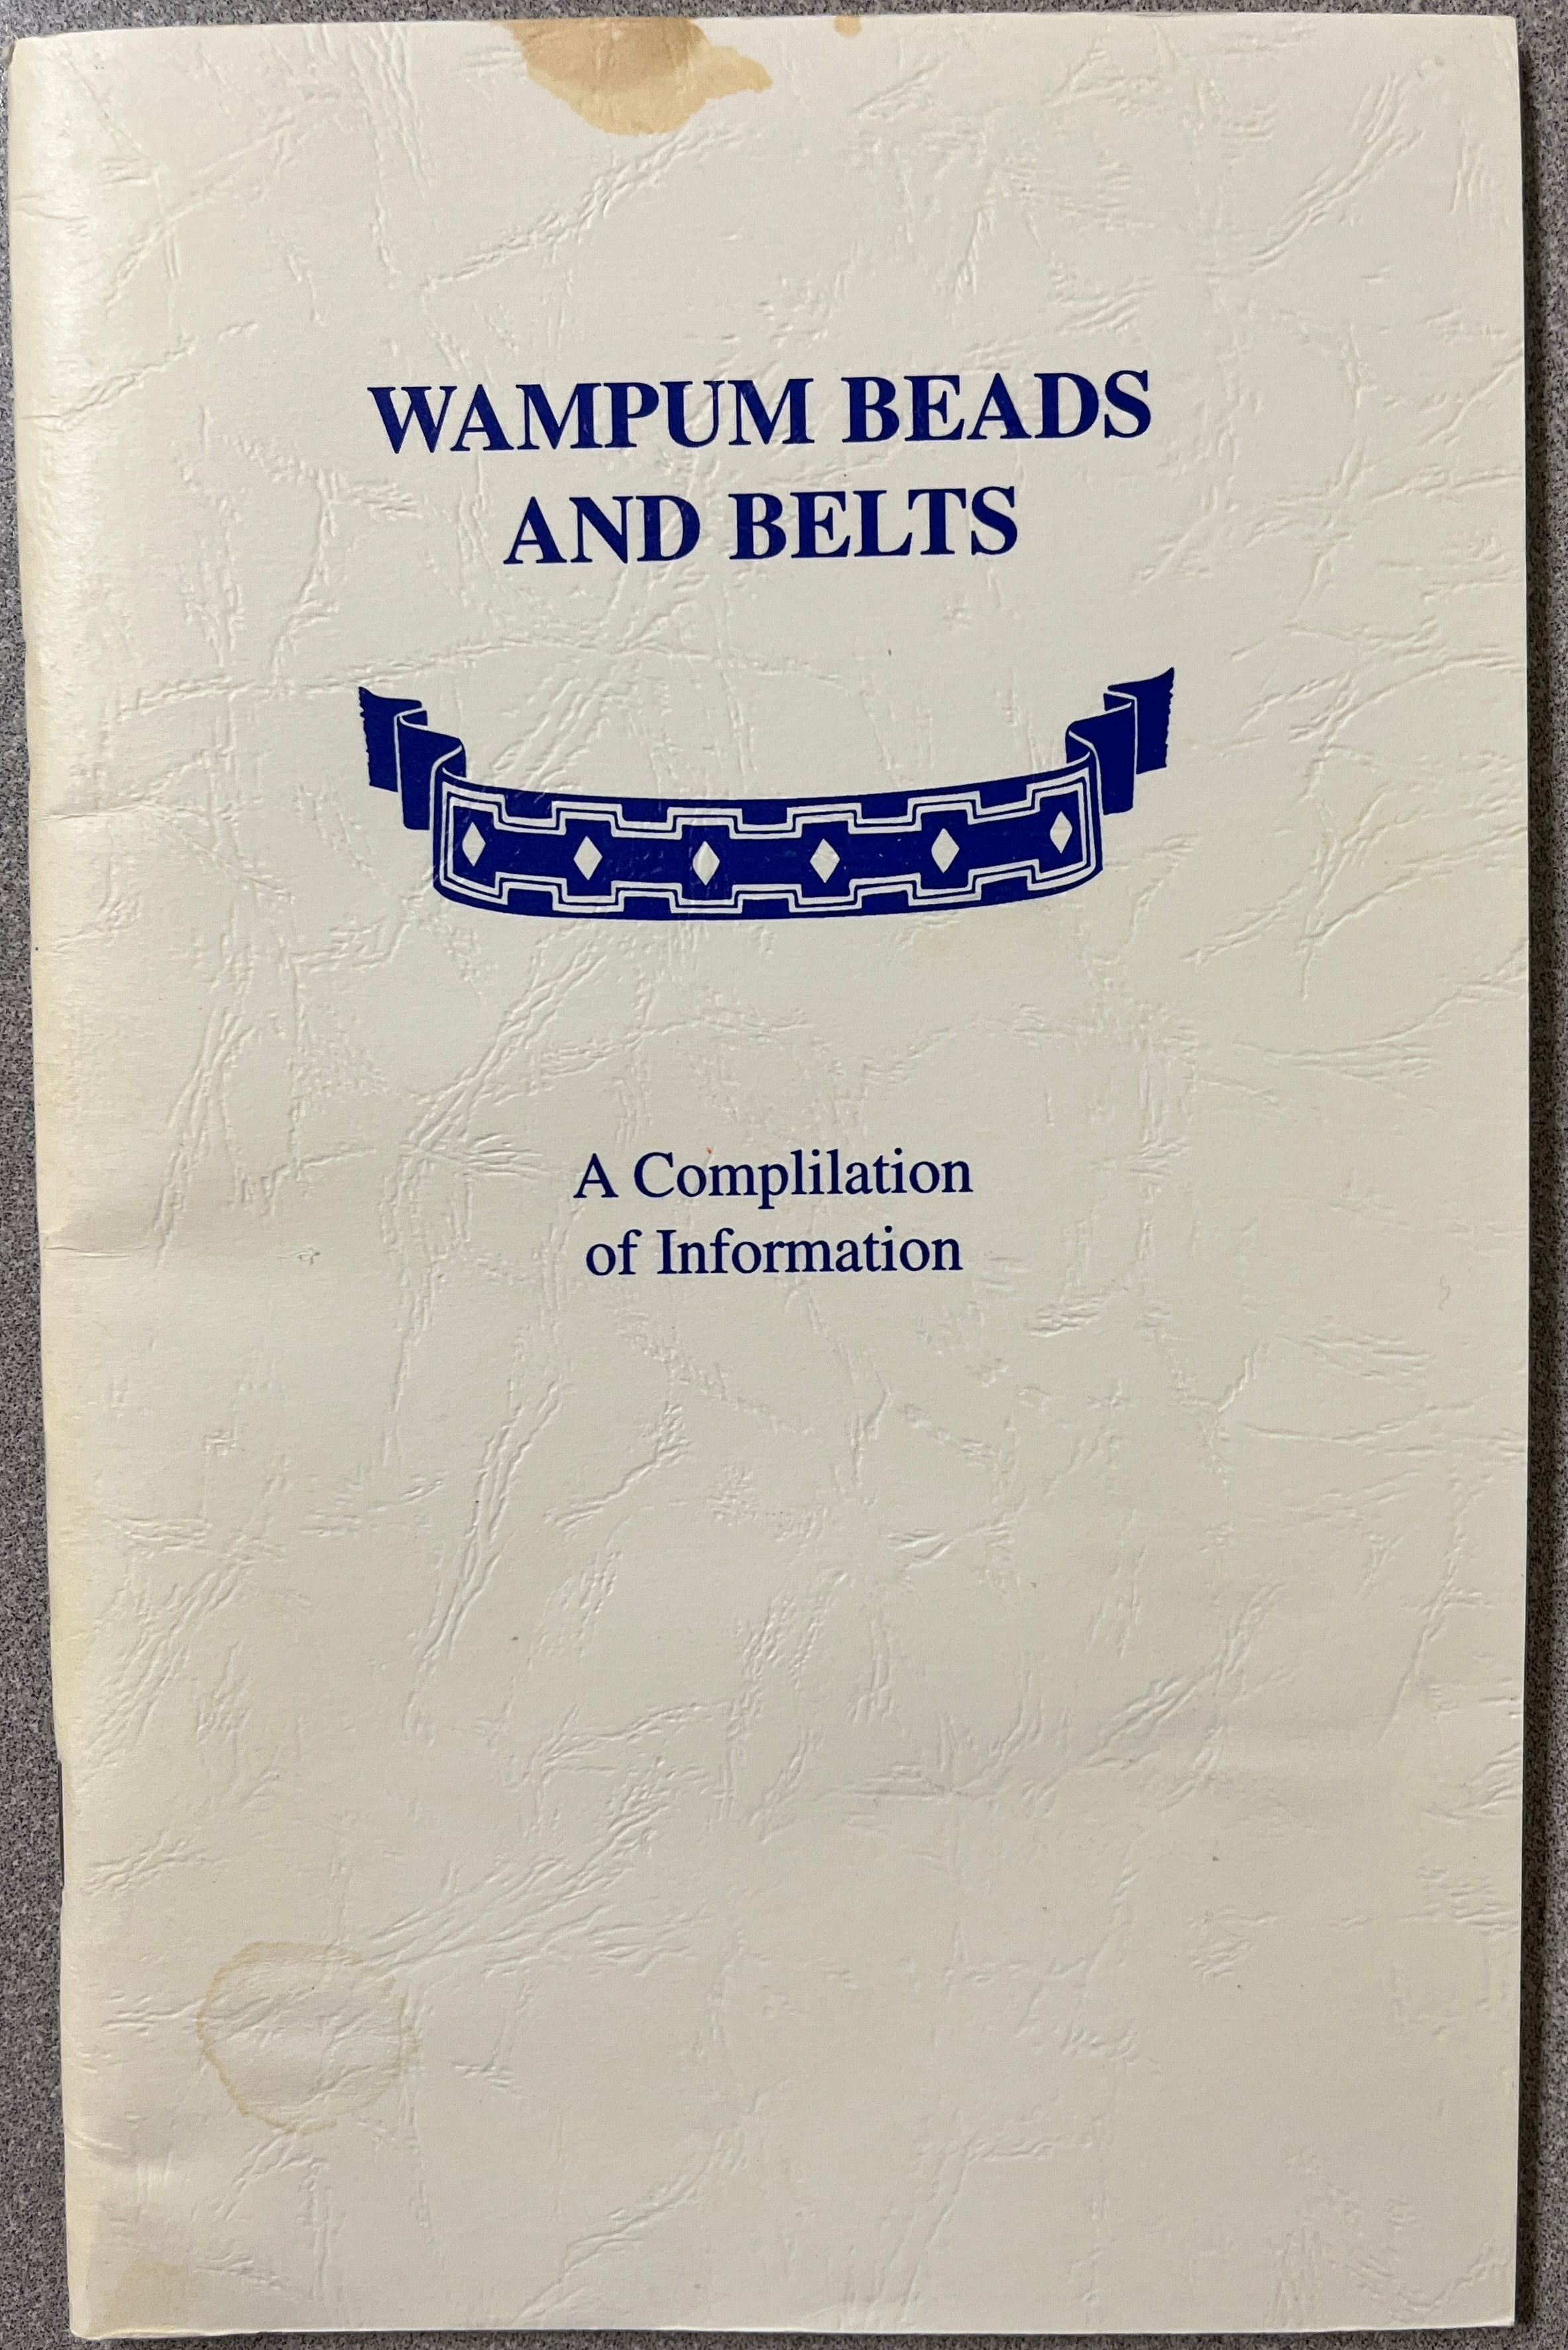 WAMPUM BEADS
AND BELTS
A Complilation
of Information